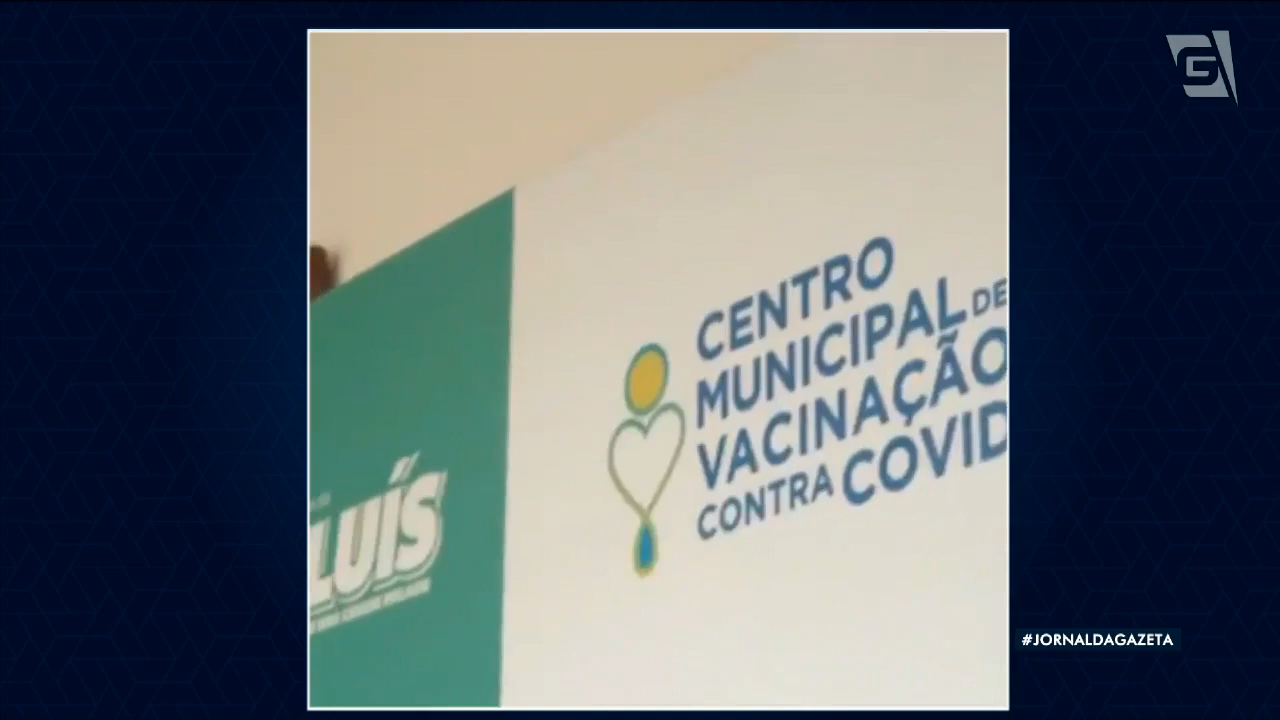 CENTRO
MUNICIPAL DE
VACINAÇÃO
CONTRA COVID
LUÍS
#JORNALDAGAZETA